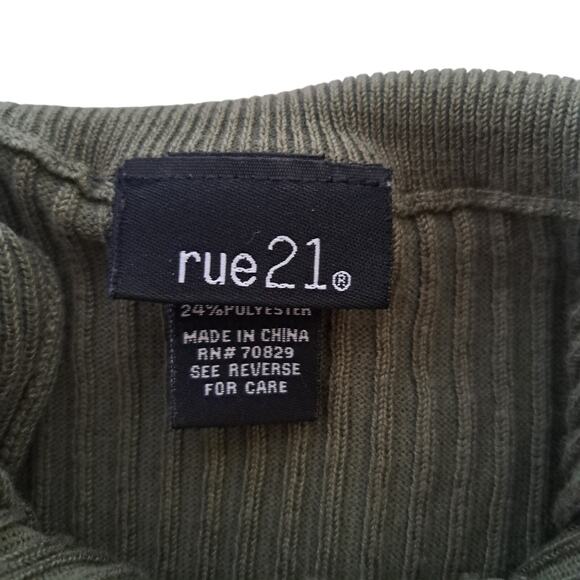 rue21®
24%POLYESTER
MADE IN CHINA
RN# 70829
SEE REVERSE
FOR CARE